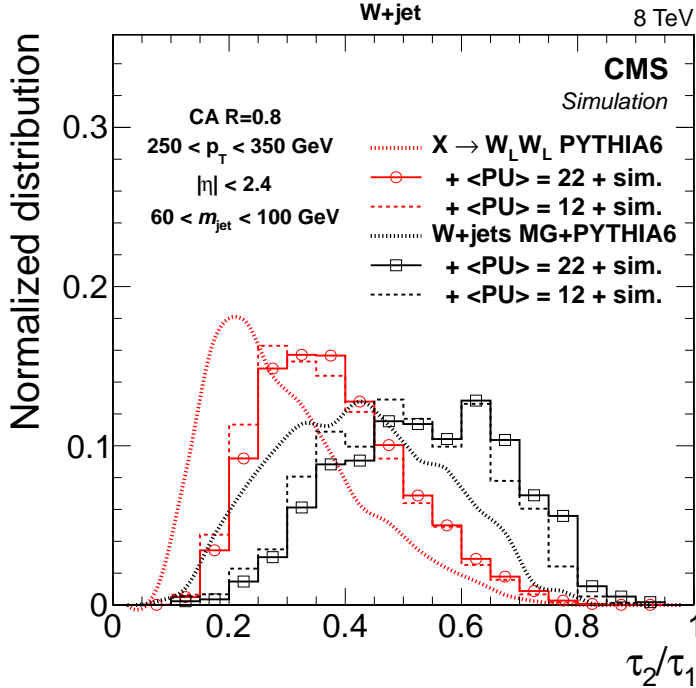 W+jet
8 TeV
Normalized distribution
0.3
0.2
0.1
0
CMS
Simulation
CA R=0.8
250 < p_T < 350 GeV
|η| < 2.4
60 < m_jet < 100 GeV
X → W_L W_L PYTHIA6
+ <PU> = 22 + sim.
+ <PU> = 12 + sim.
W+jets MG+PYTHIA6
+ <PU> = 22 + sim.
+ <PU> = 12 + sim.
0 0.2 0.4 0.6 0.8 1
τ_2/τ_1